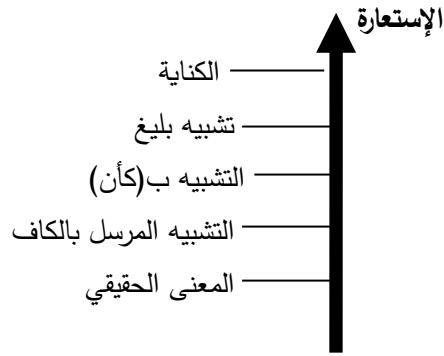 الإستعارة
الكناية
تشبيه بليغ
التشبيه ب(كأن)
التشبيه المرسل بالكاف
المعنى الحقيقي